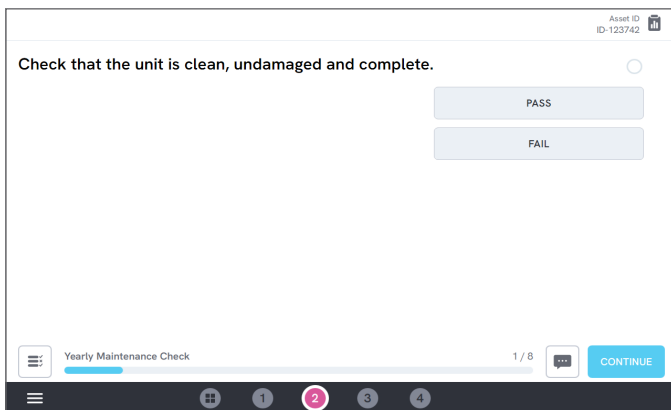 Asset ID
ID-123742
Check that the unit is clean, undamaged and complete.
PASS
FAIL
Yearly Maintenance Check
1 / 8
CONTINUE
1
2
3
4